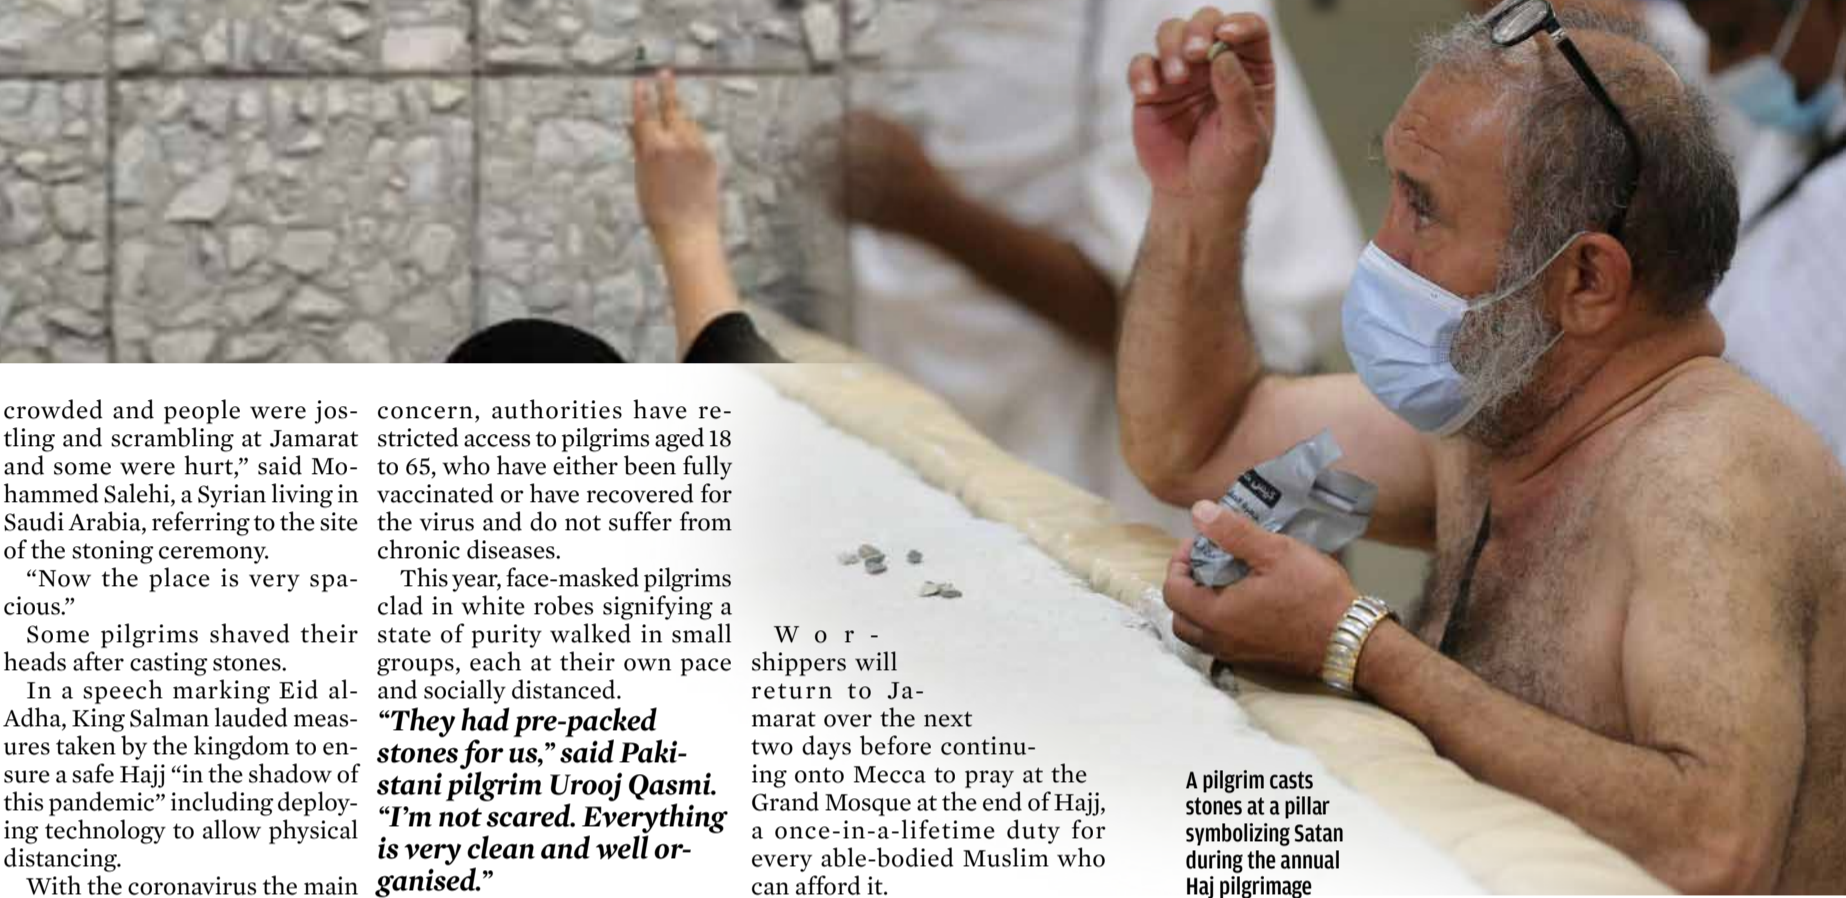 crowded and people were jos-
tling and scrambling at Jamarat
and some were hurt,” said Mo-
hammed Salehi, a Syrian living in
Saudi Arabia, referring to the site
of the stoning ceremony.
“Now the place is very spa-
cious.”
Some pilgrims shaved their
heads after casting stones.
In a speech marking Eid al-
Adha, King Salman lauded meas-
ures taken by the kingdom to en-
sure a safe Hajj “in the shadow of
this pandemic” including deploy-
ing technology to allow physical
distancing.
With the coronavirus the main
concern, authorities have re-
stricted access to pilgrims aged 18
to 65, who have either been fully
vaccinated or have recovered for
the virus and do not suffer from
chronic diseases.
This year, face-masked pilgrims
clad in white robes signifying a
state of purity walked in small
groups, each at their own pace
and socially distanced.
“They had pre-packed
stones for us,” said Paki-
stani pilgrim Urooj Qasmi.
“I’m not scared. Everything
is very clean and well or-
ganised.”
Wor-
shippers will
return to Ja-
marat over the next
two days before continu-
ing onto Mecca to pray at the
Grand Mosque at the end of Hajj,
a once-in-a-lifetime duty for
every able-bodied Muslim who
can afford it.
A pilgrim casts
stones at a pillar
symbolizing Satan
during the annual
Haj pilgrimage